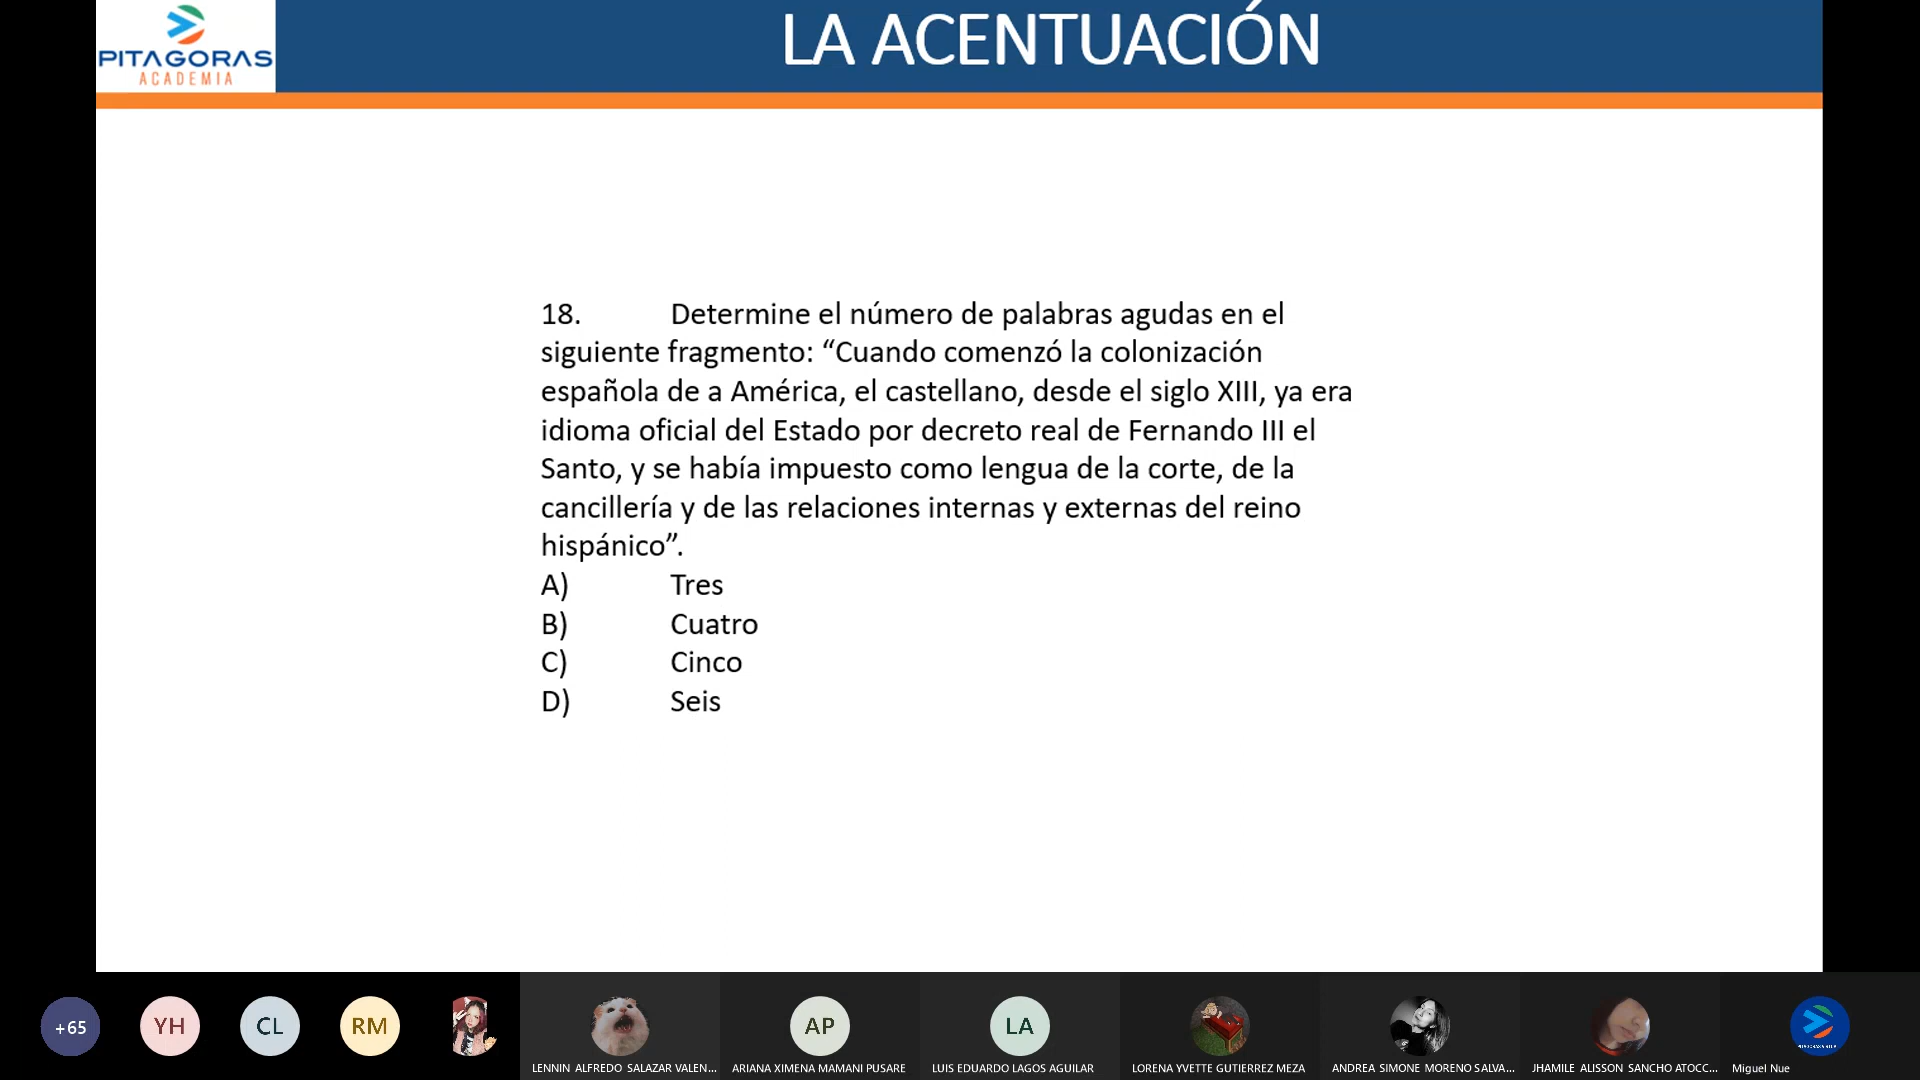 PITAGORAS
ACADEMIA
LA ACENTUACIÓN
18. Determine el número de palabras agudas en el
siguiente fragmento: “Cuando comenzó la colonización
española de a América, el castellano, desde el siglo XIII, ya era
idioma oficial del Estado por decreto real de Fernando III el
Santo, y se había impuesto como lengua de la corte, de la
cancillería y de las relaciones internas y externas del reino
hispánico”.
A) Tres
B) Cuatro
C) Cinco
D) Seis
+65
YH
CL
RM
AP
LA
LENNIN ALFREDO SALAZAR VALEN...
ARIANA XIMENA MAMANI PUSARE
LUIS EDUARDO LAGOS AGUILAR
LORENA YVETTE GUTIERREZ MEZA
ANDREA SIMONE MORENO SALVA...
JHAMILE ALISSON SANCHO ATOCC...
Miguel Nue